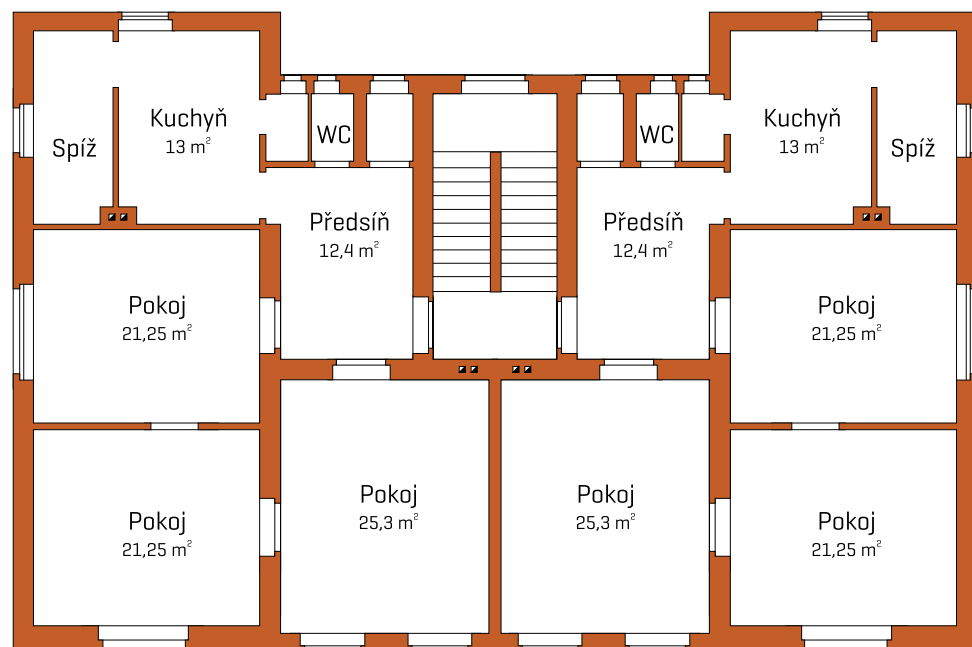 Kuchyň
13 m²
Spíž
WC
Předsíň
12,4 m²
Pokoj
21,25 m²
Pokoj
21,25 m²
Pokoj
25,3 m²
WC
Kuchyň
13 m²
Spíž
Předsíň
12,4 m²
Pokoj
21,25 m²
Pokoj
25,3 m²
Pokoj
21,25 m²